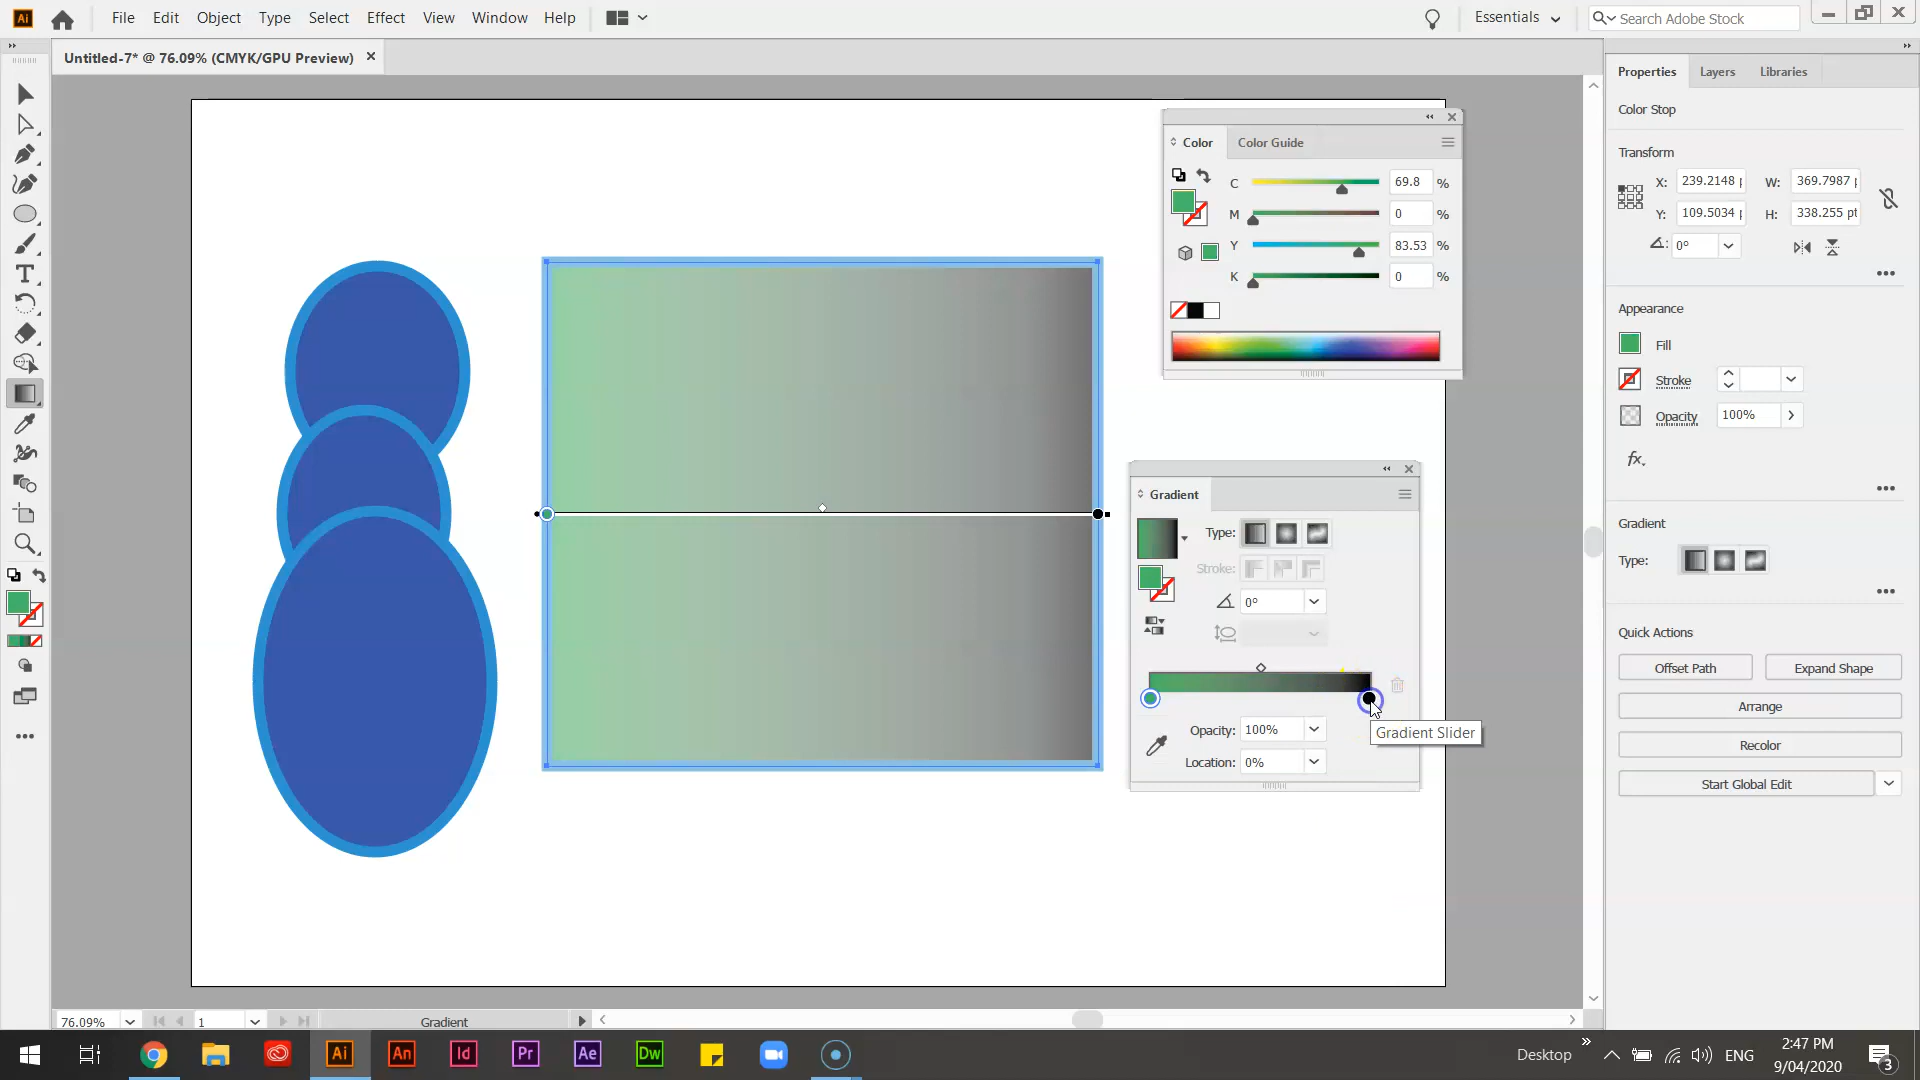 Ai File Edit Object Type Select Effect View Window Help Essentials Search Adobe Stock
Untitled-7* @ 76.09% (CMYK/GPU Preview)
Properties Layers Libraries
Color Stop
Transform
X: 239.2148 W: 369.7987
Y: 109.5034 H: 338.255 pt
0°
Appearance
Fill
Stroke
Opacity 100%
fx.
Gradient
Type:
Quick Actions
Offset Path Expand Shape
Arrange
Recolor
Start Global Edit
Color Color Guide
C 69.8 %
M 0 %
Y 83.53 %
K 0 %
Gradient
Type:
Stroke:
0°
Opacity: 100%
Gradient Slider
Location: 0%
76.09% 1 Gradient
Ai An Id Pr Ae Dw Desktop ENG
2:47 PM
9/04/2020
3